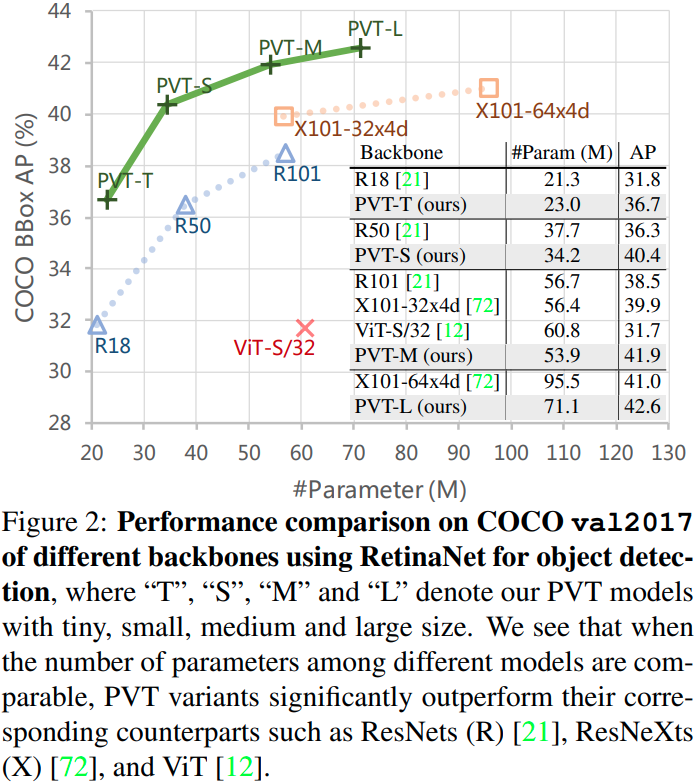 44
42
40
38
36
34
32
30
28
COCO BBox AP (%)
PVT-L
PVT-M
PVT-S
X101-64x4d
X101-32x4d
R101
PVT-T
R50
ViT-S/32
R18
Backbone #Param (M) AP
R18 [21] 21.3 31.8
PVT-T (ours) 23.0 36.7
R50 [21] 37.7 36.3
PVT-S (ours) 34.2 40.4
R101 [21] 56.7 38.5
X101-32x4d [72] 56.4 39.9
ViT-S/32 [12] 60.8 31.7
PVT-M (ours) 53.9 41.9
X101-64x4d [72] 95.5 41.0
PVT-L (ours) 71.1 42.6
20 30 40 50 60 70 80 90 100 110 120 130
#Parameter (M)
Figure 2: Performance comparison on COCO val2017
of different backbones using RetinaNet for object detec-
tion, where “T”, “S”, “M” and “L” denote our PVT models
with tiny, small, medium and large size. We see that when
the number of parameters among different models are com-
parable, PVT variants significantly outperform their corre-
sponding counterparts such as ResNets (R) [21], ResNeXts
(X) [72], and ViT [12].